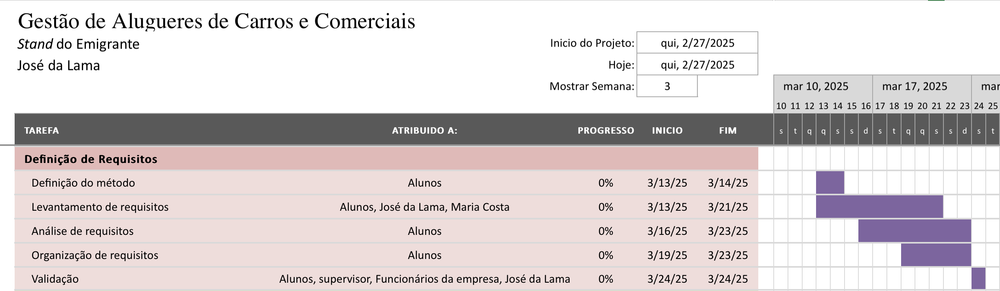 Gestão de Alugueres de Carros e Comerciais
Stand do Emigrante
José da Lama
Inicio do Projeto: qui, 2/27/2025
Hoje: qui, 2/27/2025
Mostrar Semana: 3
mar 10, 2025 mar 17, 2025 mar
10 11 12 13 14 15 16 17 18 19 20 21 22 23 24 25
TAREFA ATRIBUIDO A: PROGRESSO INICIO FIM s t q q s s d s t q q s s d s t
Definição de Requisitos
Definição do método Alunos 0% 3/13/25 3/14/25
Levantamento de requisitos Alunos, José da Lama, Maria Costa 0% 3/13/25 3/21/25
Análise de requisitos Alunos 0% 3/16/25 3/23/25
Organização de requisitos Alunos 0% 3/19/25 3/23/25
Validação Alunos, supervisor, Funcionários da empresa, José da Lama 0% 3/24/25 3/24/25